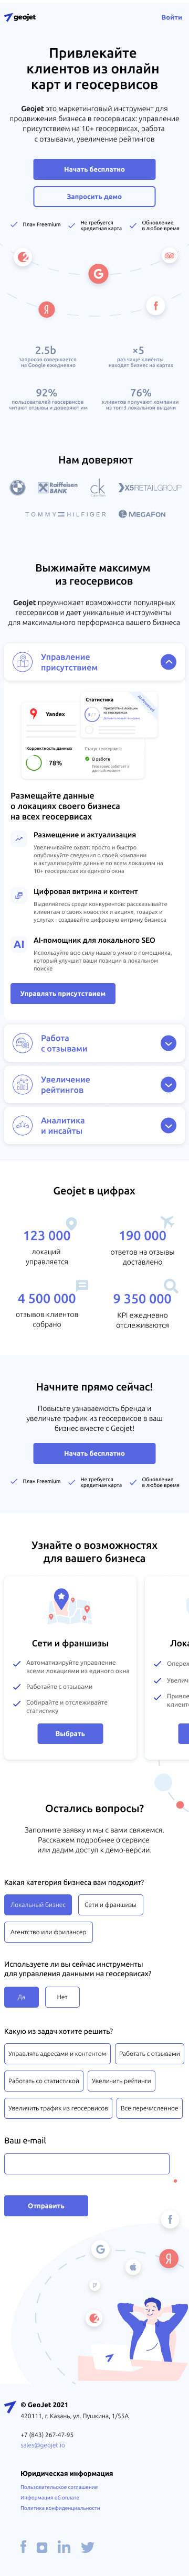 geojet
Войти
Привлекайте
клиентов из онлайн
карт и геосервисов
Geojet это маркетинговый инструмент для
продвижения бизнеса в геосервисах: управление
присутствием на 10+ геосервисах, работа
с отзывами, увеличение рейтингов
Начать бесплатно
Запросить демо
План Freemium
Не требуется
кредитная карта
Обновление
в любое время
2.5b
запросов совершается
на Google ежедневно
×5
раз чаще клиенты
находят бизнес на картах
92%
пользователей геосервисов
читают отзывы и доверяют им
76%
клиентов получают компании
из топ-3 локальной выдачи
Нам доверяют
Raiffeisen
BANK
ck
Calvin Klein
X5RETAILGROUP
TOMMY HILFIGER
MEGAFON
Выжимайте максимум
из геосервисов
Geojet преумножает возможности популярных
геосервисов и дает уникальные инструменты
для максимального перформанса вашего бизнеса
Управление
присутствием
Yandex
Статистика
Присутствие локации
на геосервисах
Корректность данных
78%
Статус геосервиса
В работе
Размещайте данные
о локациях своего бизнеса
на всех геосервисах
Размещение и актуализация
Увеличивайте охват: просто и быстро
опубликуйте сведения о своей компании
и актуализируйте данные по всем локациям на
10+ геосервисах из единого окна
Цифровая витрина и контент
Выделяйтесь среди конкурентов: рассказывайте
клиентам о своих новостях и акциях, товарах и
услугах - создавайте цифровую витрину бизнеса
AI
AI-помощник для локального SEO
Используйте всю силу нашего умного помощника,
который улучшит ваши позиции в локальном
поиске
Управлять присутствием
Работа
с отзывами
Увеличение
рейтингов
Аналитика
и инсайты
Geojet в цифрах
123 000
локаций
управляется
190 000
ответов на отзывы
доставлено
4 500 000
отзывов клиентов
собрано
9 350 000
KPI ежедневно
отслеживаются
Начните прямо сейчас!
Повысьте узнаваемость бренда и
увеличьте трафик из геосервисов в ваш
бизнес вместе с Geojet!
Начать бесплатно
План Freemium
Не требуется
кредитная карта
Обновление
в любое время
Узнайте о возможностях
для вашего бизнеса
Сети и франшизы
Автоматизируйте управление
всеми локациями из единого окна
Работайте с отзывами
Собирайте и отслеживайте
статистику
Выбрать
Лока
Опереж
Увелич
Привле
клиент
Остались вопросы?
Заполните заявку и мы с вами свяжемся.
Расскажем подробнее о сервисе
или дадим доступ к демо-версии.
Какая категория бизнеса вам подходит?
Локальный бизнес
Сети и франшизы
Агентство или фрилансер
Используете ли вы сейчас инструменты
для управления данными на геосервисах?
Да
Нет
Какую из задач хотите решить?
Управлять адресами и контентом
Работать с отзывами
Работать со статистикой
Увеличить рейтинги
Увеличить трафик из геосервисов
Все перечисленное
Ваш e-mail
Отправить
© GeoJet 2021
420111, г. Казань, ул. Пушкина, 1/55А
+7 (843) 267-47-95
sales@geojet.io
Юридическая информация
Пользовательское соглашение
Информация об оплате
Политика конфиденциальности